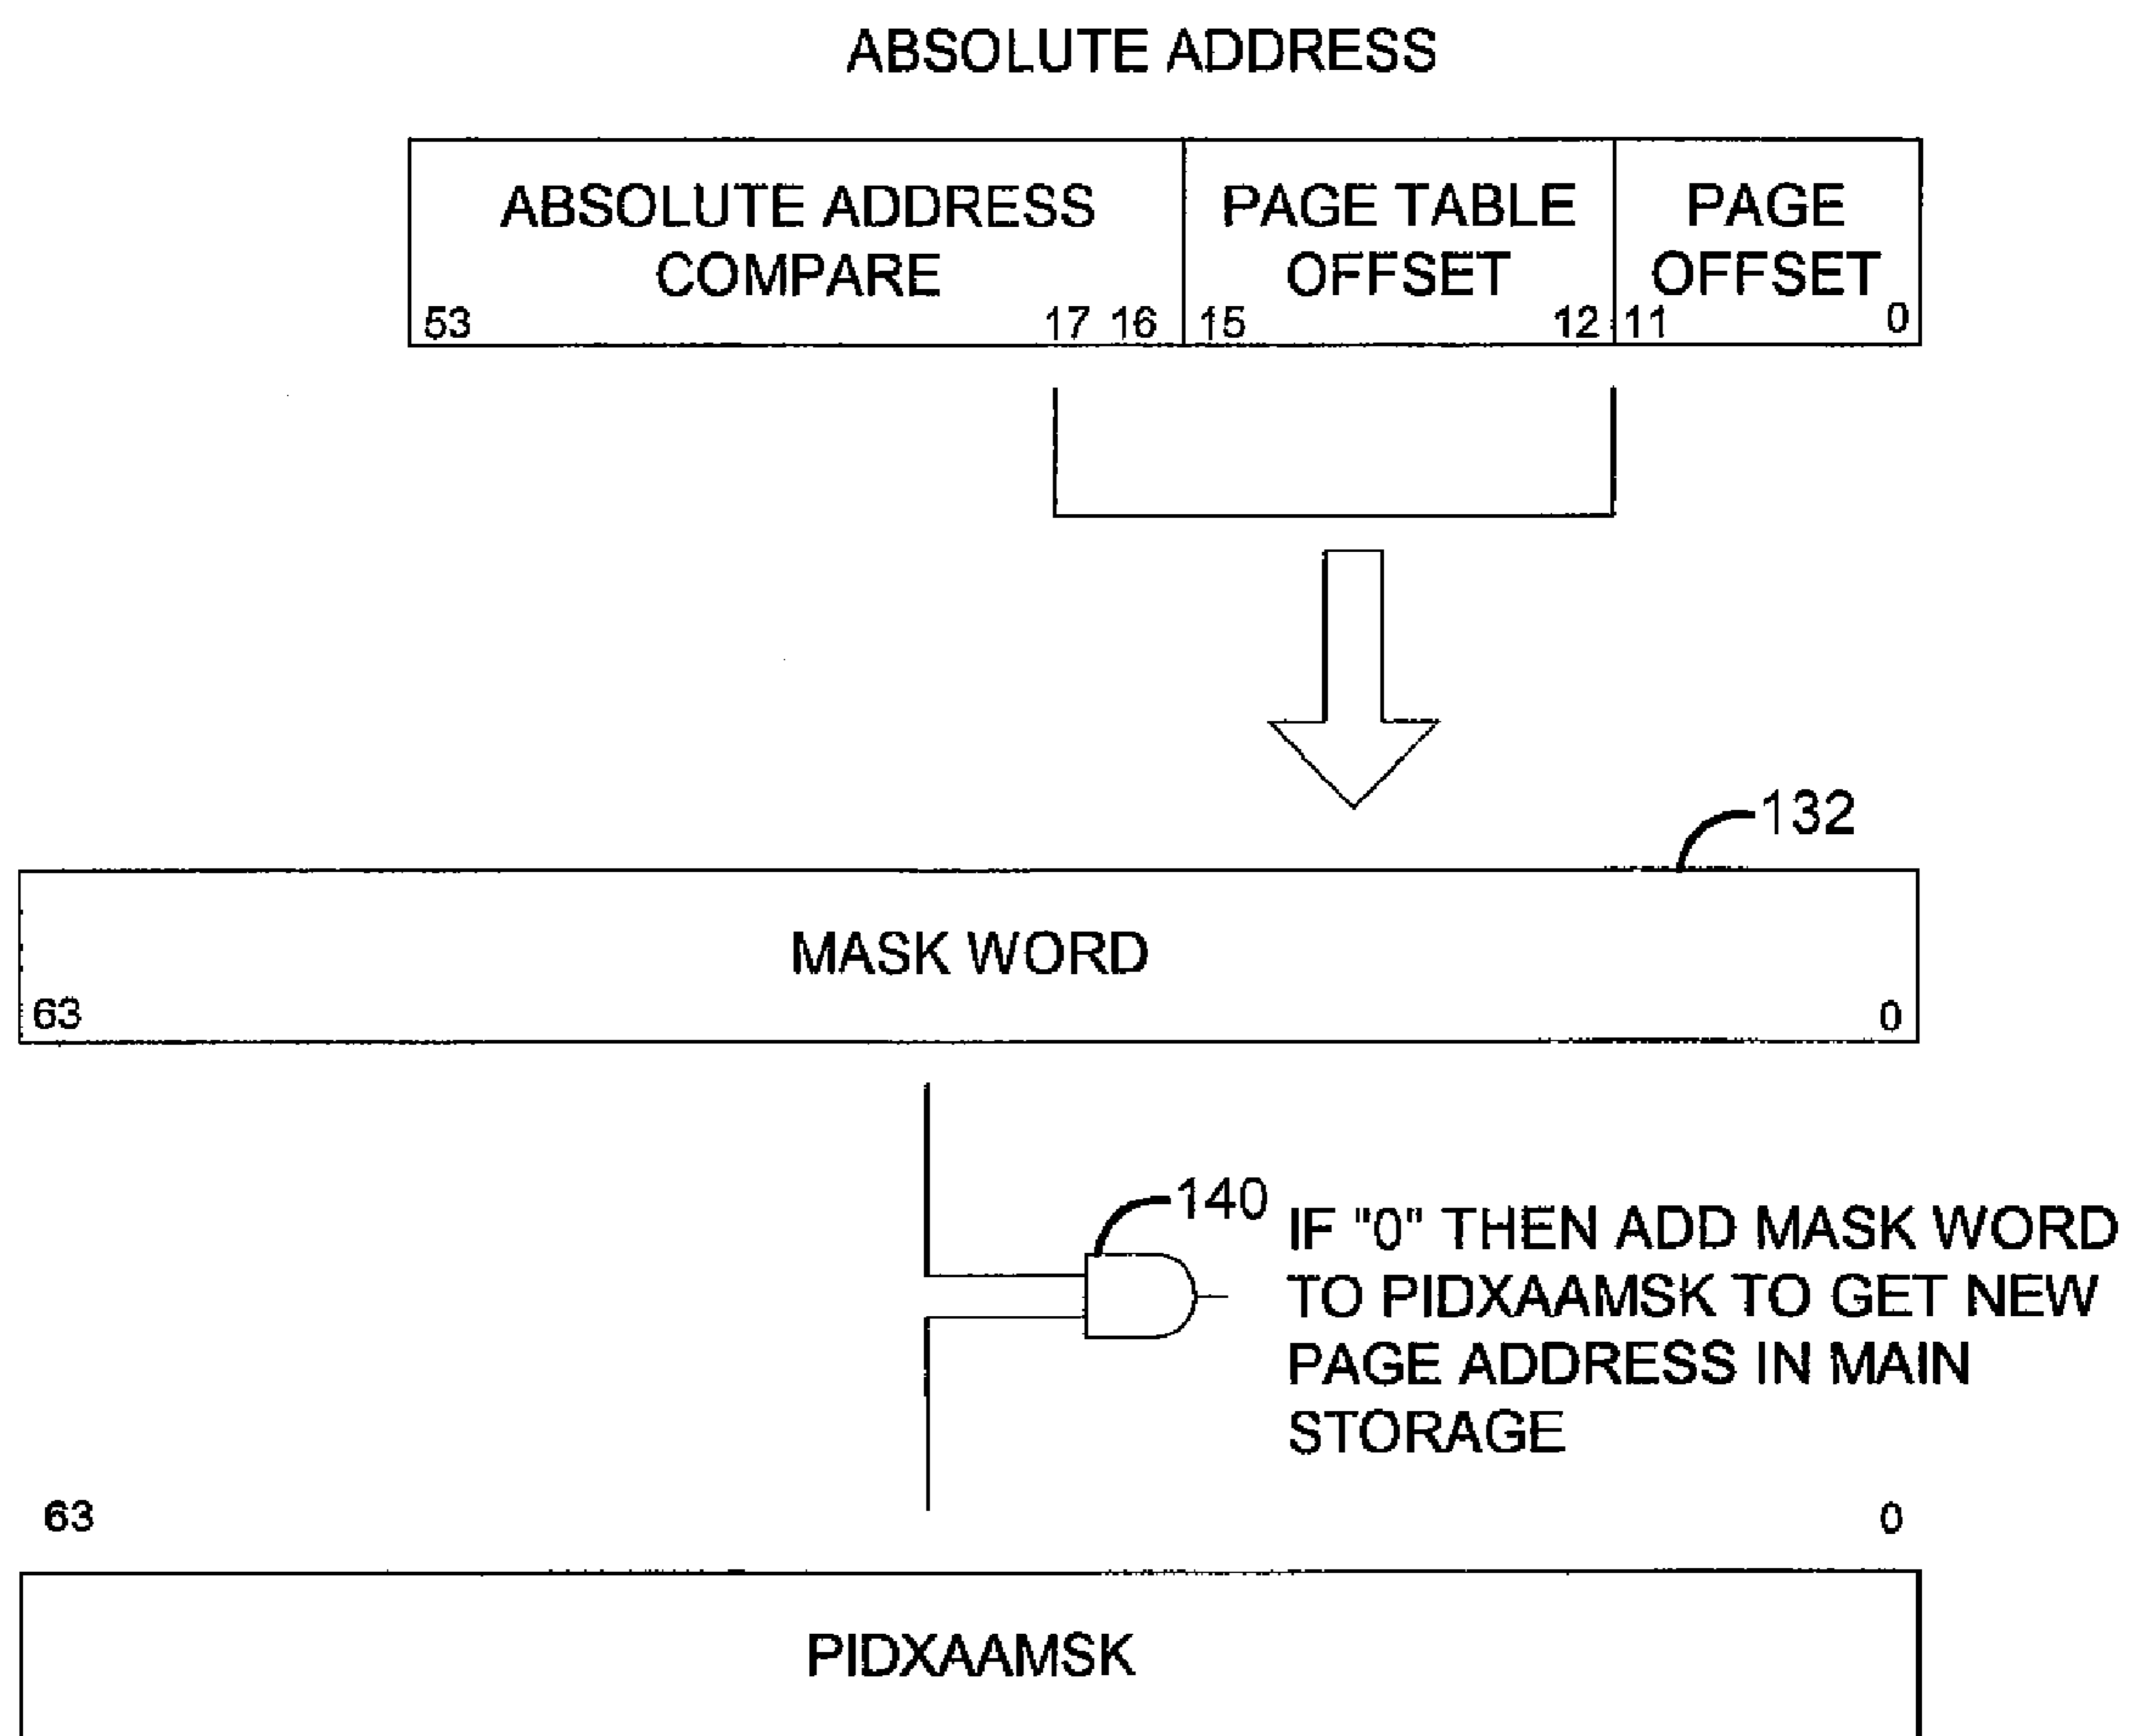 ABSOLUTE ADDRESS
ABSOLUTE ADDRESS
COMPARE
53
17 16
PAGE TABLE
OFFSET
15
12
PAGE
OFFSET
11
0
132
MASK WORD
63
0
140
IF "0" THEN ADD MASK WORD
TO PIDXAAMSK TO GET NEW
PAGE ADDRESS IN MAIN
STORAGE
63
0
PIDXAAMSK